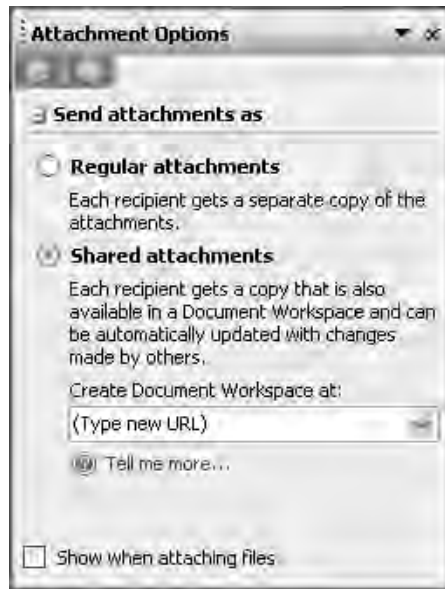 Attachment Options
Send attachments as
Regular attachments
Each recipient gets a separate copy of the
attachments.
Shared attachments
Each recipient gets a copy that is also
available in a Document Workspace and can
be automatically updated with changes
made by others.
Create Document Workspace at:
(Type new URL)
Tell me more...
Show when attaching files